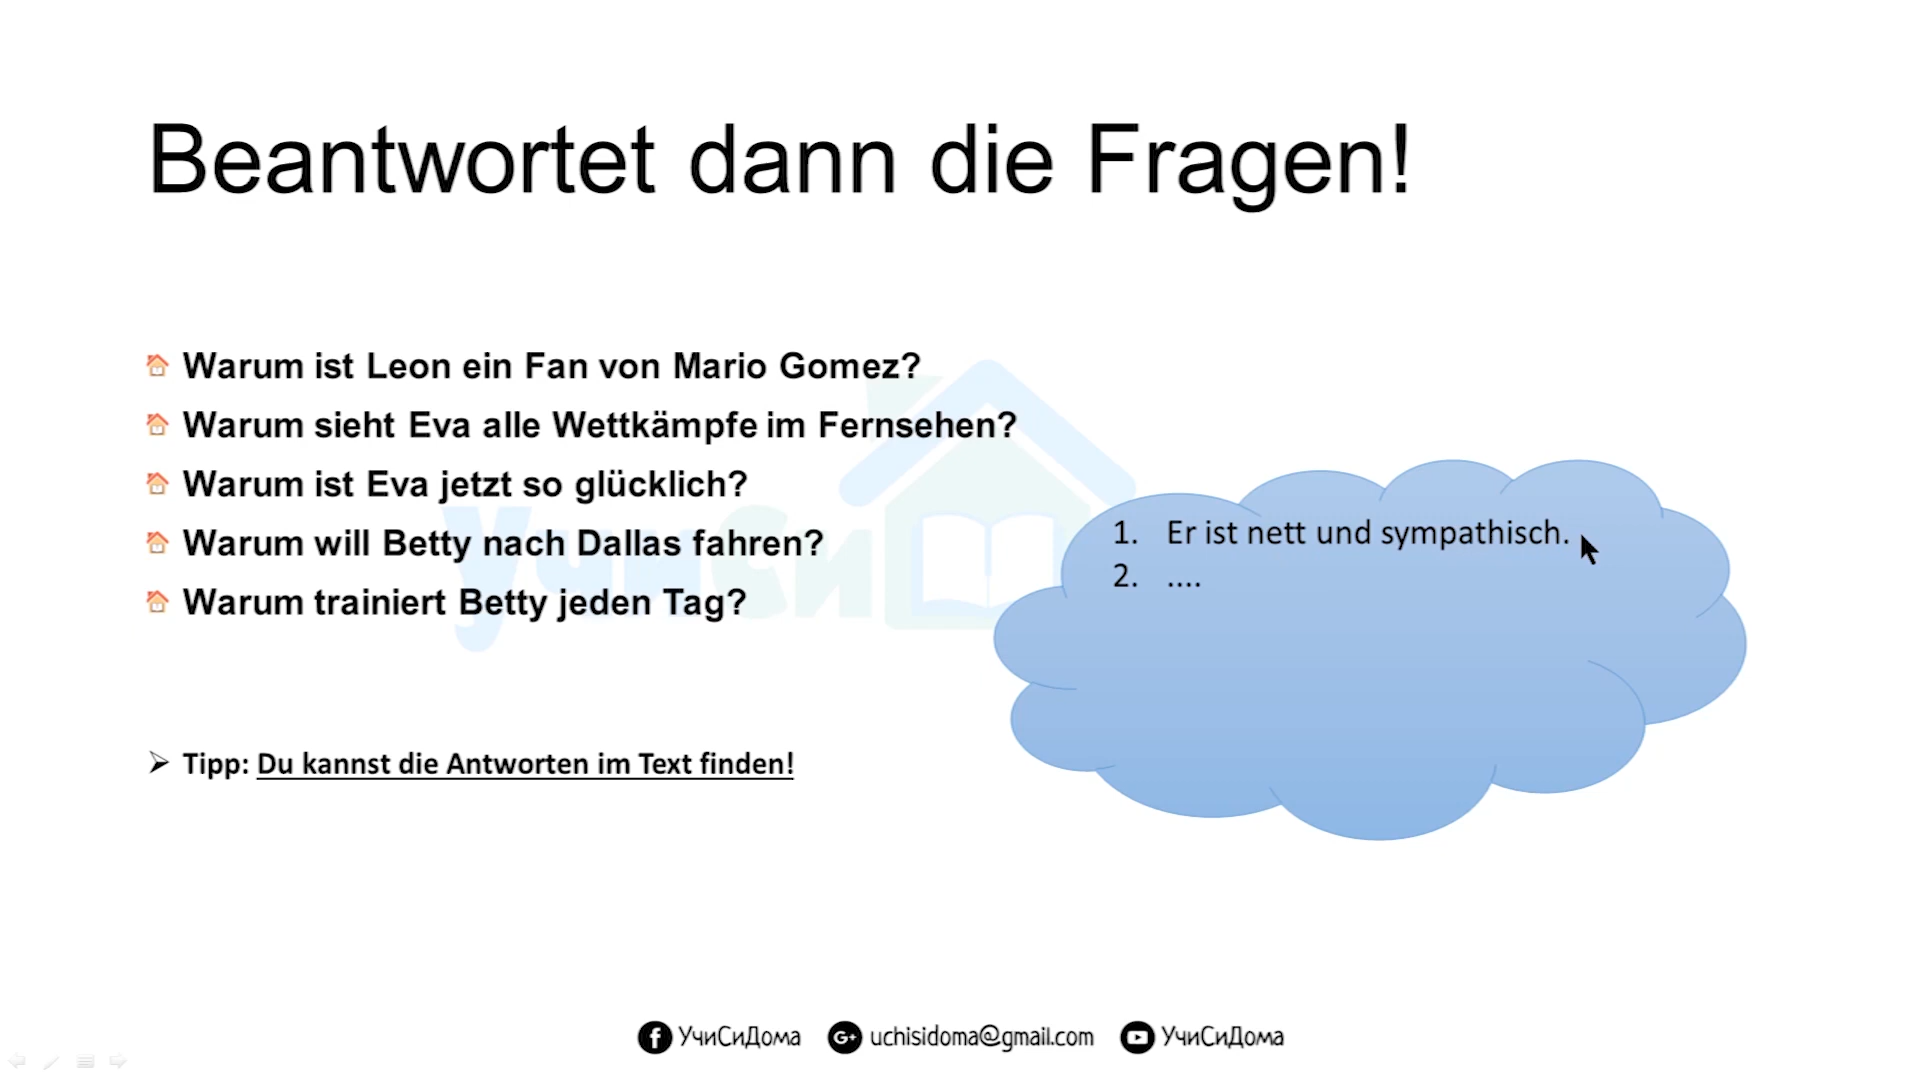 Beantwortet dann die Fragen!
Warum ist Leon ein Fan von Mario Gomez?
Warum sieht Eva alle Wettkämpfe im Fernsehen?
Warum ist Eva jetzt so glücklich?
Warum will Betty nach Dallas fahren?
Warum trainiert Betty jeden Tag?
Tipp: Du kannst die Antworten im Text finden!
1. Er ist nett und sympathisch.
2. ....
УчиСи
УчиСиДома G+ uchisidoma@gmail.com УчиСиДома